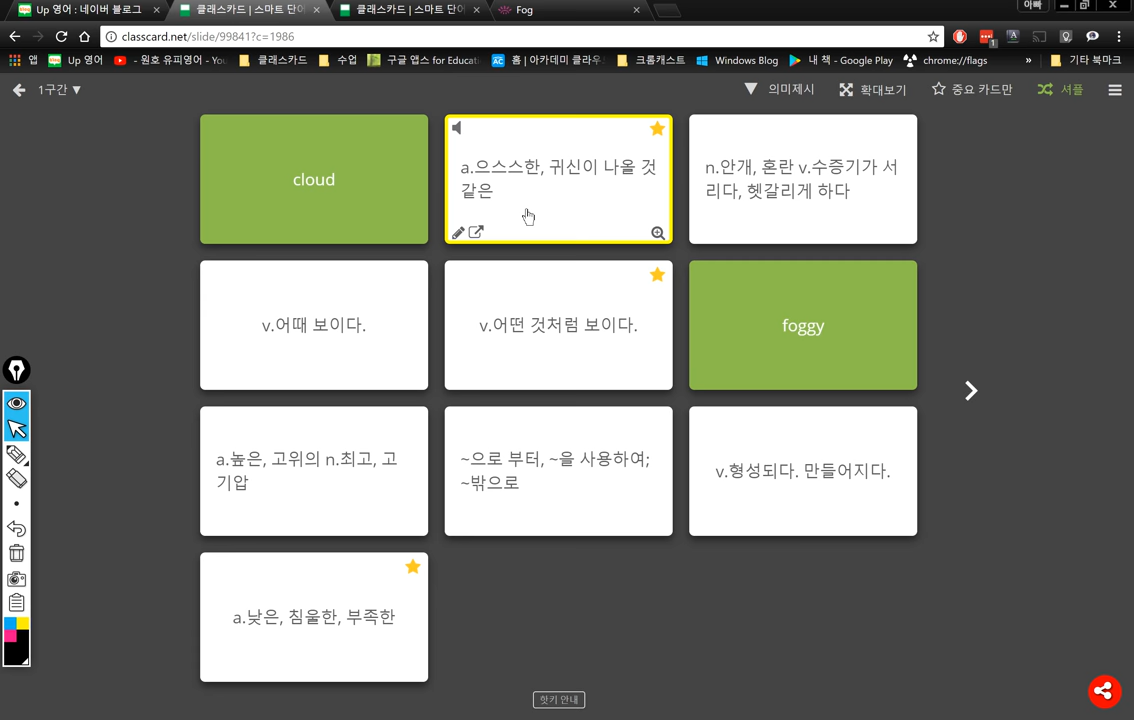 Up 영어 : 네이버 블로그
클래스카드 | 스마트 단어
클래스카드 | 스마트 단어
Fog
아빠
classcard.net/slide/99841?c=1986
1
앱
Up 영어
- 원호 유피영어 - You
클래스카드
수업
구글 앱스 for Educat
홈 | 아카데미 클라우
크롬캐스트
Windows Blog
내 책 - Google Play
chrome://flags
»
기타 북마크
1구간 ▼
▼ 의미제시
확대보기
중요 카드만
셔플
cloud
a.으스스한, 귀신이 나올 것
같은
n.안개, 혼란 v.수증기가 서
리다, 헷갈리게 하다
v.어때 보이다.
v.어떤 것처럼 보이다.
foggy
a.높은, 고위의 n.최고, 고
기압
~으로 부터, ~을 사용하여;
~밖으로
v.형성되다. 만들어지다.
a.낮은, 침울한, 부족한
핫키 안내